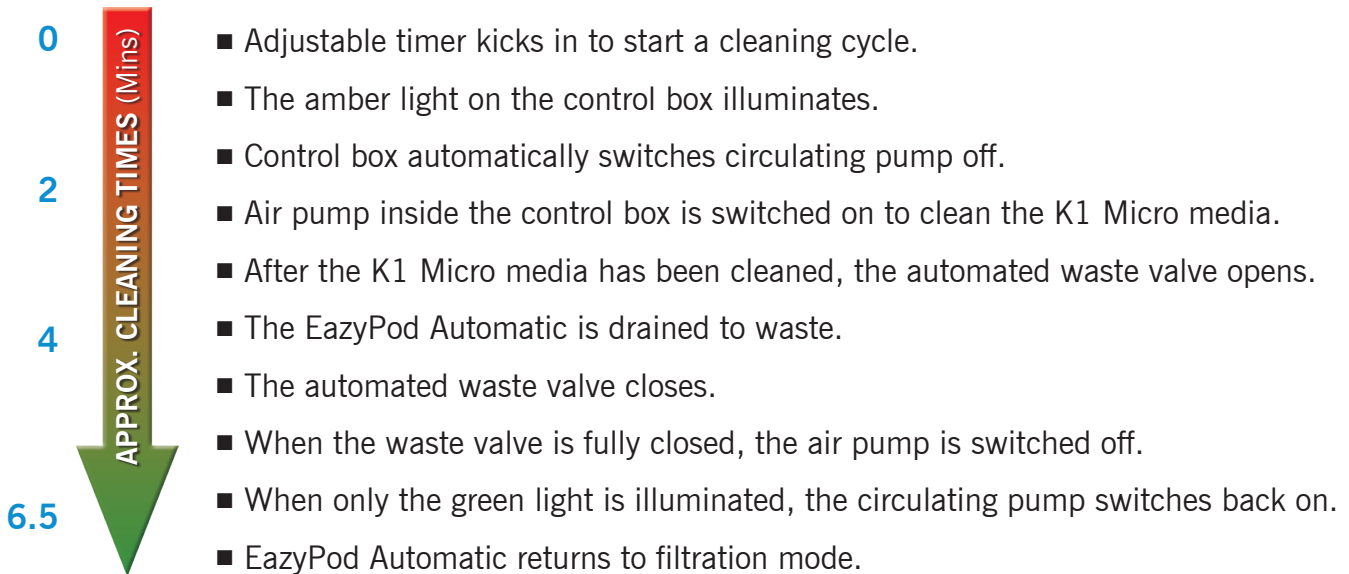 0
2
4
6.5
APPROX. CLEANING TIMES (Mins)
■ Adjustable timer kicks in to start a cleaning cycle.
■ The amber light on the control box illuminates.
■ Control box automatically switches circulating pump off.
■ Air pump inside the control box is switched on to clean the K1 Micro media.
■ After the K1 Micro media has been cleaned, the automated waste valve opens.
■ The EazyPod Automatic is drained to waste.
■ The automated waste valve closes.
■ When the waste valve is fully closed, the air pump is switched off.
■ When only the green light is illuminated, the circulating pump switches back on.
■ EazyPod Automatic returns to filtration mode.